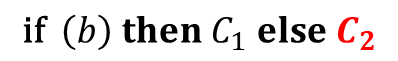 if (b) then C₁ else C₂